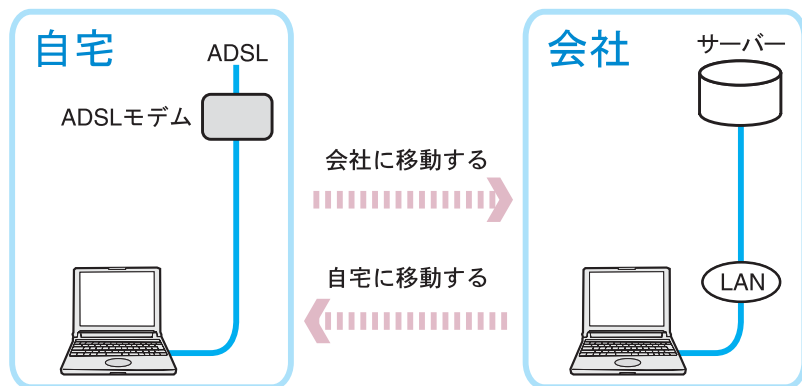 自宅
ADSL
ADSLモデム
会社に移動する
自宅に移動する
会社
サーバー
LAN